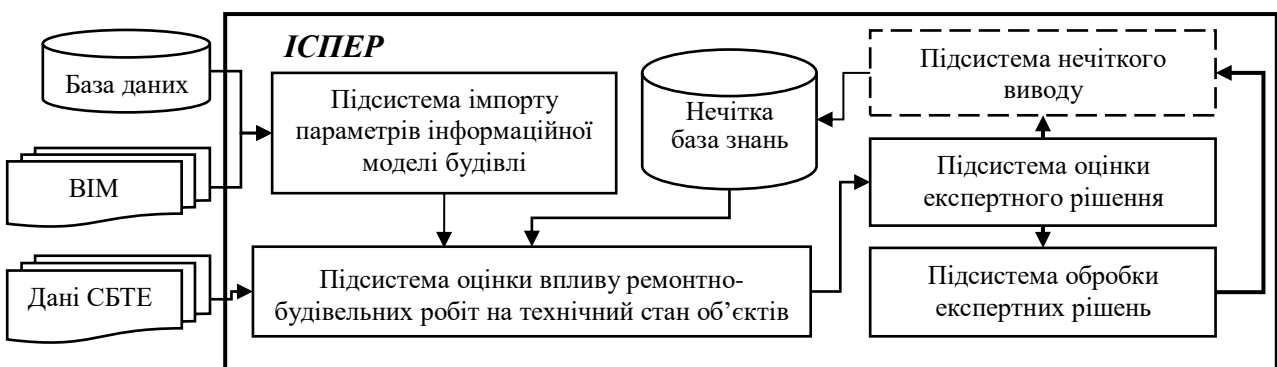 ІСПЕР
База даних
BIM
Дані СБТЕ
Підсистема імпорту
параметрів інформаційної
моделі будівлі
Нечітка
база знань
Підсистема нечіткого
виводу
Підсистема оцінки
експертного рішення
Підсистема оцінки впливу ремонтно-
будівельних робіт на технічний стан об’єктів
Підсистема обробки
експертних рішень